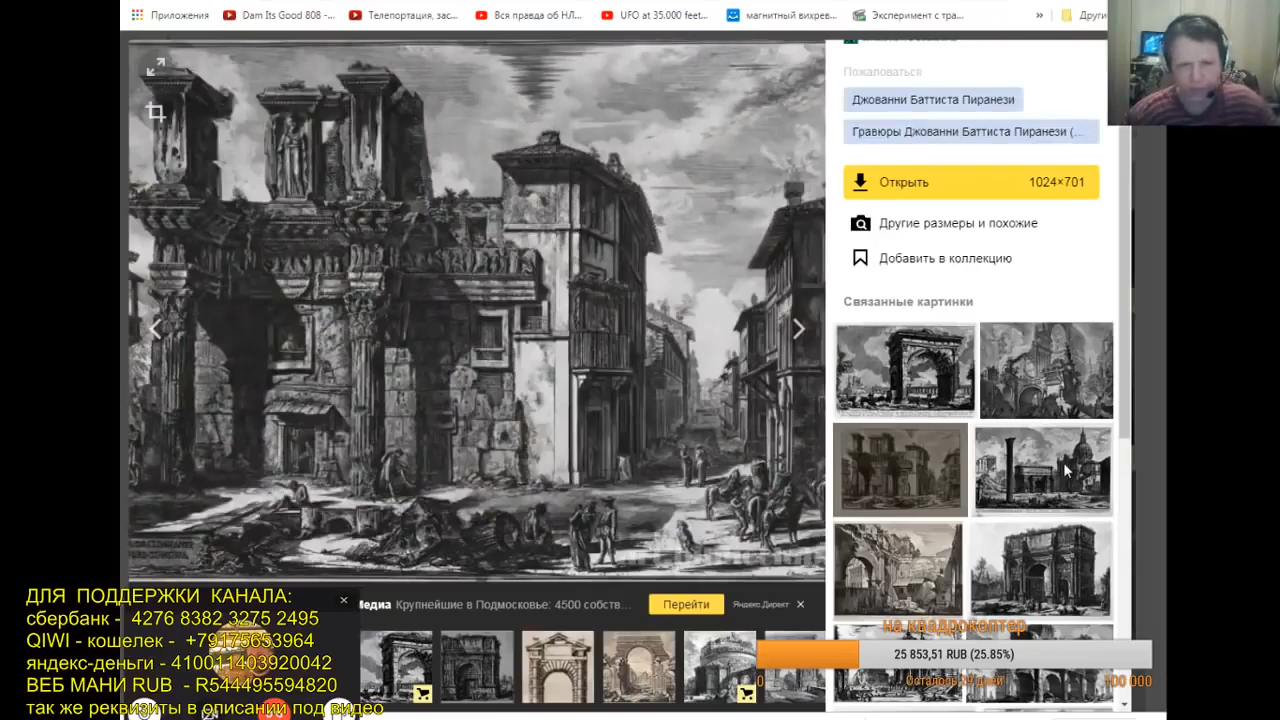 Приложения
Dam Its Good 808 -...
Телепортация, зас...
Вся правда об НЛ...
UFO at 35.000 feet...
магнитный вихрев...
Эксперимент с тра...
»
Други
Пожаловаться
Джованни Баттиста Пиранези
Гравюры Джованни Баттиста Пиранези (...
Открыть 1024×701
Другие размеры и похожие
Добавить в коллекцию
Связанные картинки
ДЛЯ ПОДДЕРЖКИ КАНАЛА:
сбербанк - 4276 8382 3275 2495
QIWI - кошелек - +79175653964
яндекс-деньги - 410011403920042
ВЕБ МАНИ RUB - R544495594820
так же реквизиты в описании под видео
Медиа Крупнейшие в Подмосковье: 4500 собств...
Перейти
Яндекс.Директ
на квадрокоптер
25 853,51 RUB (25.85%)
0
100 000